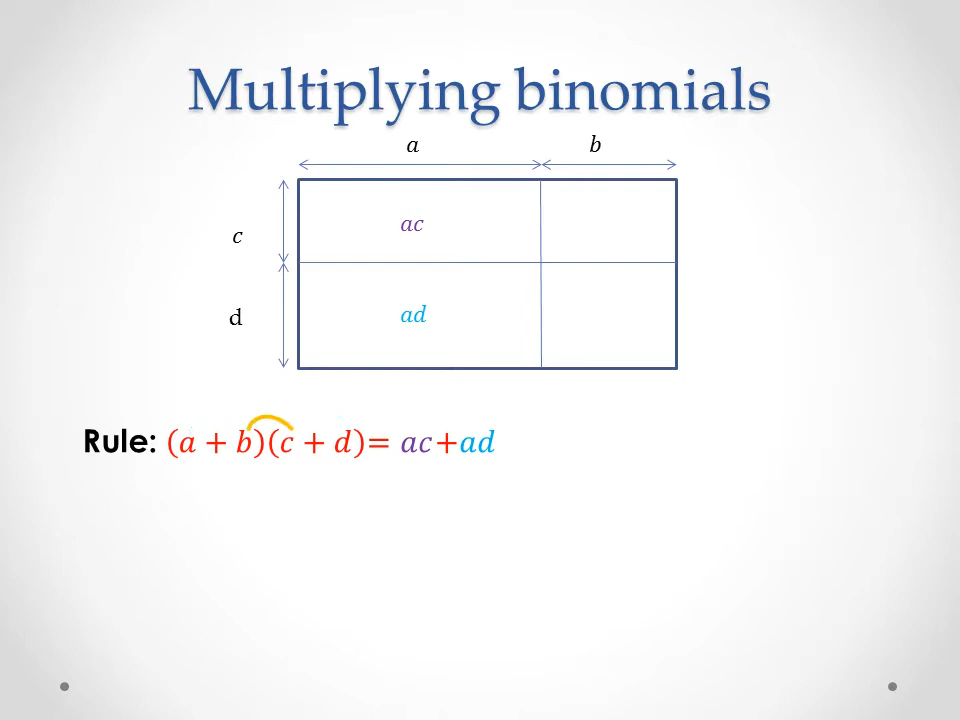 Multiplying binomials
a b
c ac
d ad
Rule: (a + b)(c + d)= ac+ad